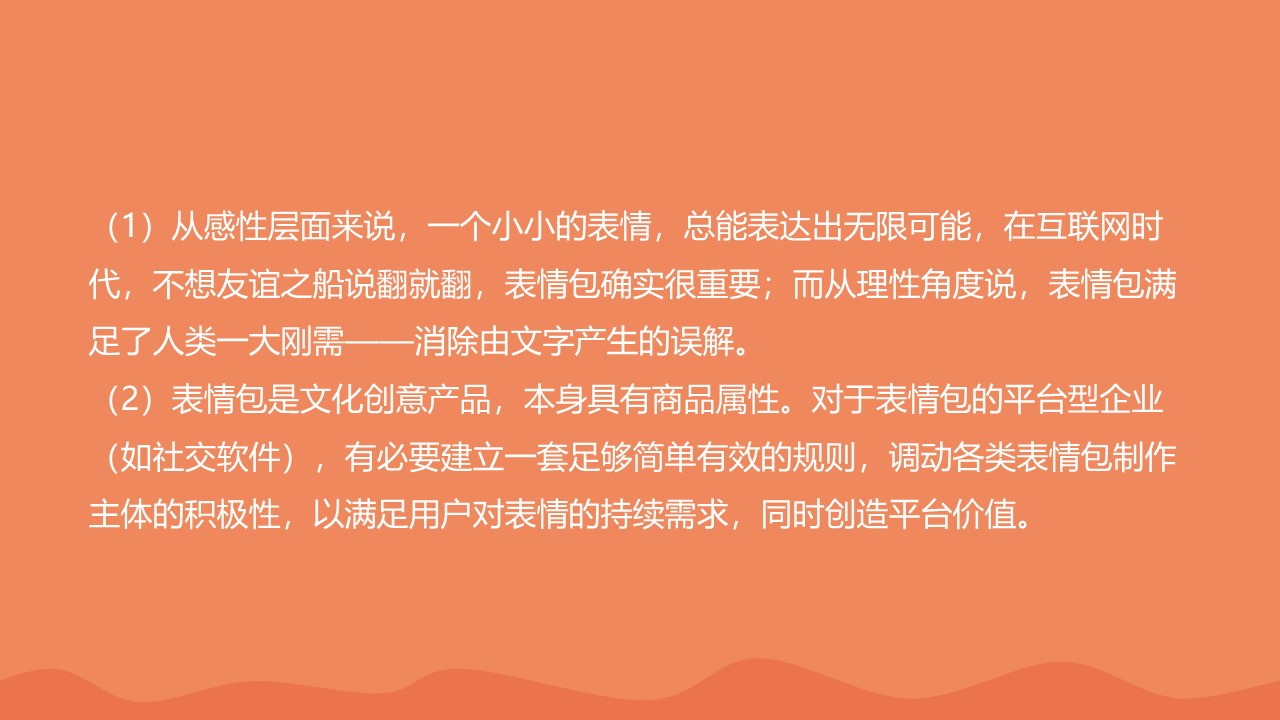 （1）从感性层面来说，一个小小的表情，总能表达出无限可能，在互联网时
代，不想友谊之船说翻就翻，表情包确实很重要；而从理性角度说，表情包满
足了人类一大刚需——消除由文字产生的误解。
（2）表情包是文化创意产品，本身具有商品属性。对于表情包的平台型企业
（如社交软件），有必要建立一套足够简单有效的规则，调动各类表情包制作
主体的积极性，以满足用户对表情的持续需求，同时创造平台价值。